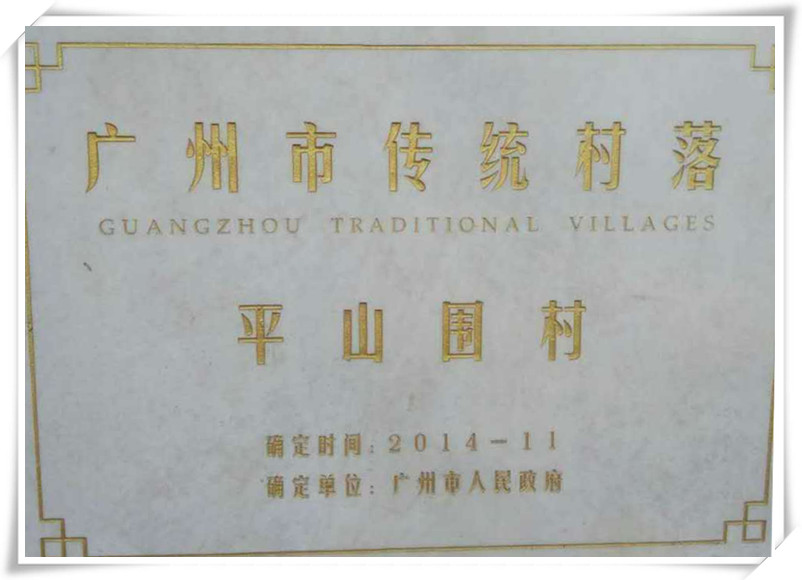 广州市传统村落
GUANGZHOU TRADITIONAL VILLAGES
平山围村
确定时间：2014－11
确定单位：广州市人民政府